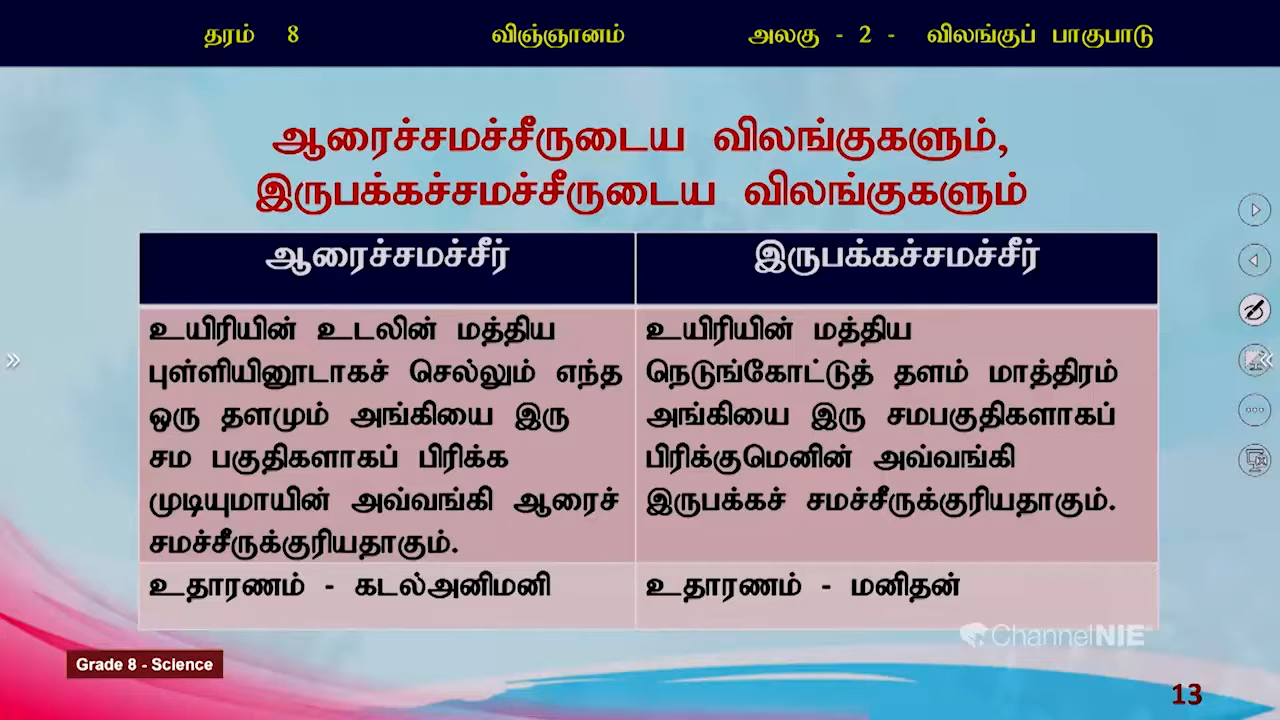 தரம் 8 விஞ்ஞானம் அலகு - 2 - விலங்குப் பாகுபாடு
ஆரைச்சமச்சீருடைய விலங்குகளும்,
இருபக்கச்சமச்சீருடைய விலங்குகளும்
ஆரைச்சமச்சீர்
இருபக்கச்சமச்சீர்
உயிரியின் உடலின் மத்திய
புள்ளியினூடாகச் செல்லும் எந்த
ஒரு தளமும் அங்கியை இரு
சம பகுதிகளாகப் பிரிக்க
முடியுமாயின் அவ்வங்கி ஆரைச்
சமச்சீருக்குரியதாகும்.
உயிரியின் மத்திய
நெடுங்கோட்டுத் தளம் மாத்திரம்
அங்கியை இரு சமபகுதிகளாகப்
பிரிக்குமெனின் அவ்வங்கி
இருபக்கச் சமச்சீருக்குரியதாகும்.
உதாரணம் - கடல்அனிமனி
உதாரணம் - மனிதன்
ChannelNIE
Grade 8 - Science
13